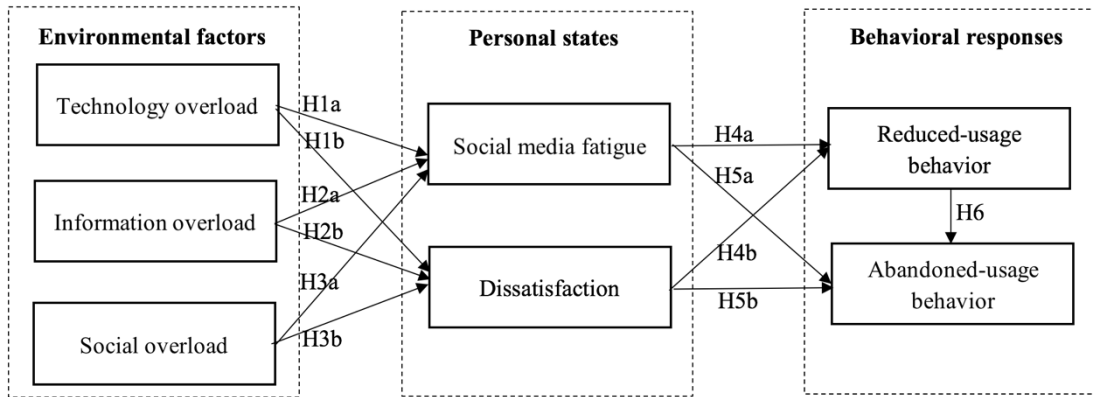 Environmental factors
Technology overload
Information overload
Social overload
H1a
H1b
H2a
H2b
H3a
H3b
Personal states
Social media fatigue
Dissatisfaction
H4a
H5a
H4b
H5b
Behavioral responses
Reduced-usage
behavior
H6
Abandoned-usage
behavior